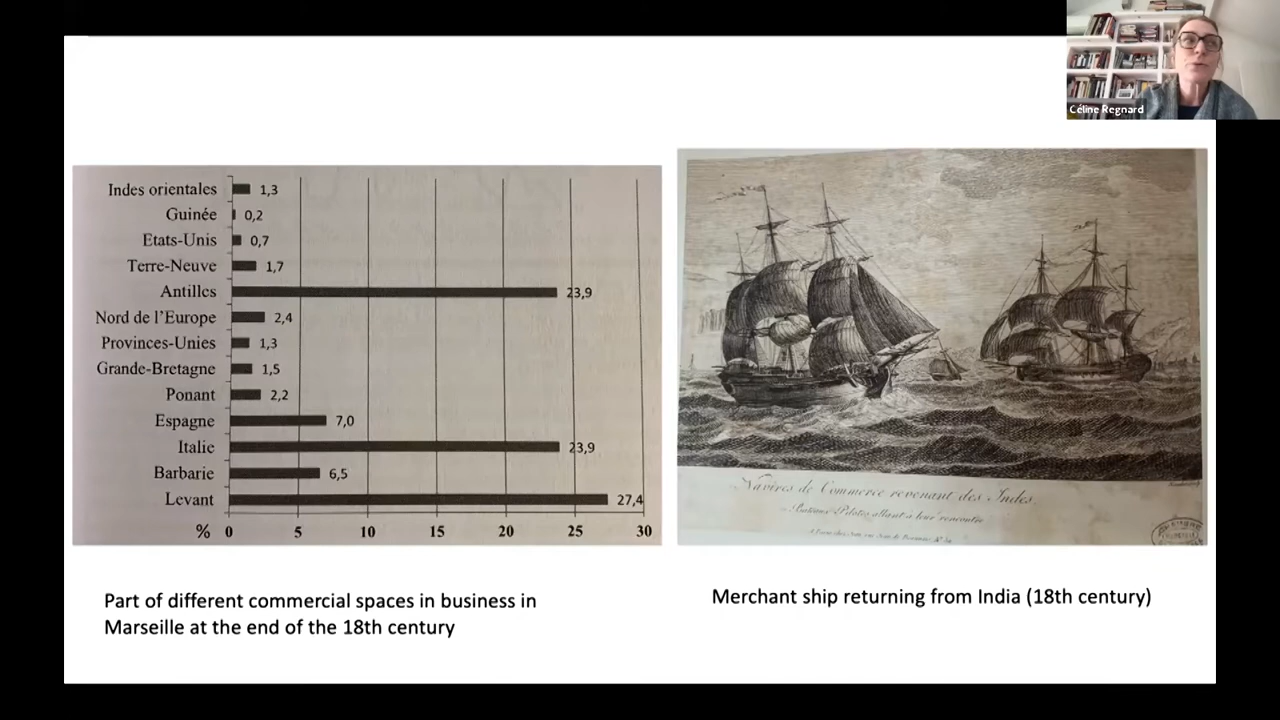 Céline Regnard
Indes orientales 1,3
Guinée 0,2
Etats-Unis 0,7
Terre-Neuve 1,7
Antilles 23,9
Nord de l'Europe 2,4
Provinces-Unies 1,3
Grande-Bretagne 1,5
Ponant 2,2
Espagne 7,0
Italie 23,9
Barbarie 6,5
Levant 27,4
% 0 5 10 15 20 25 30
Navires de Commerce revenant des Indes
Pilotes allant à leur rencontre
Part of different commercial spaces in business in
Marseille at the end of the 18th century
Merchant ship returning from India (18th century)